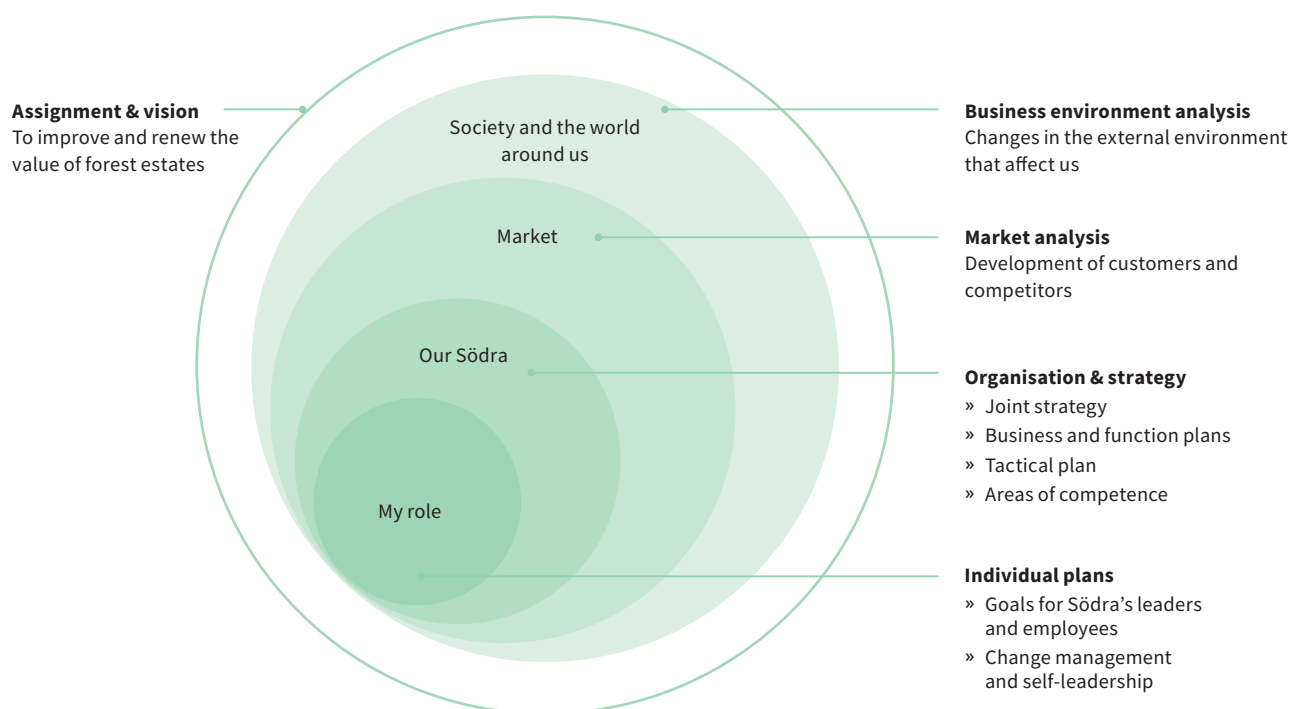 Assignment & vision
To improve and renew the
value of forest estates
Society and the world
around us
Market
Our Södra
My role
Business environment analysis
Changes in the external environment
that affect us
Market analysis
Development of customers and
competitors
Organisation & strategy
» Joint strategy
» Business and function plans
» Tactical plan
» Areas of competence
Individual plans
» Goals for Södra’s leaders
and employees
» Change management
and self-leadership